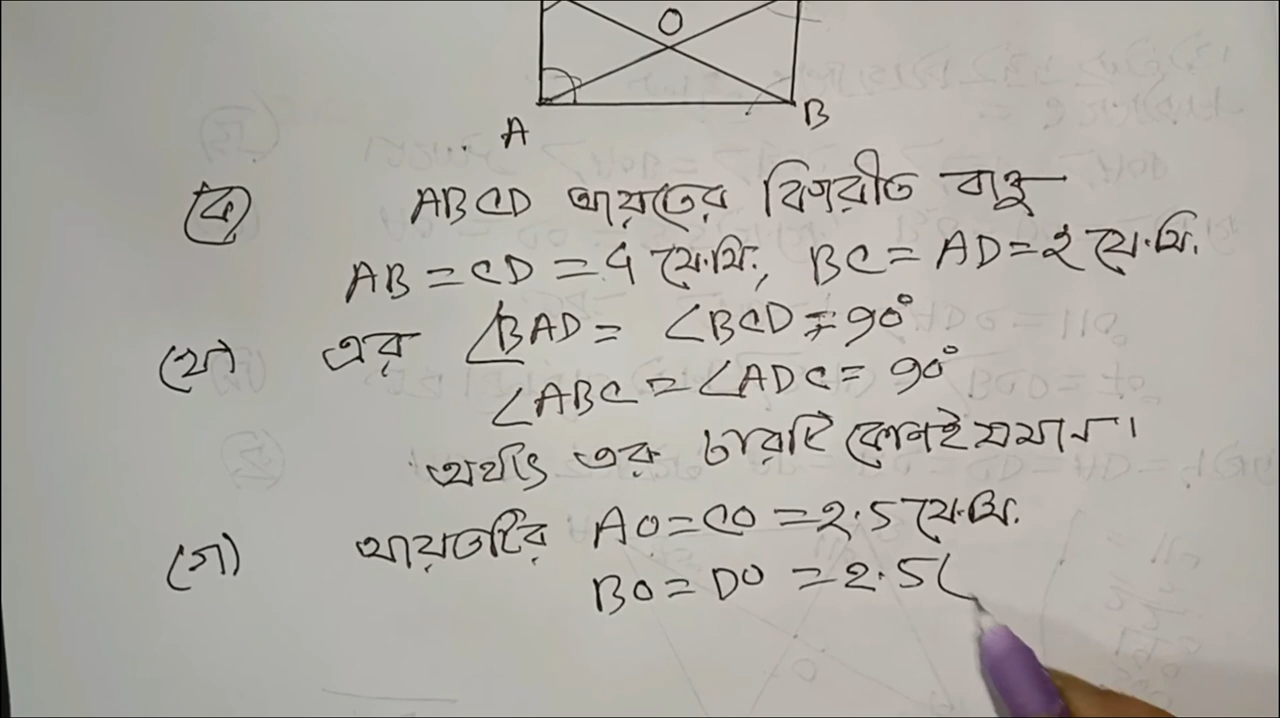 O
A B
(ক) ABCD আয়তের বিপরীত বাহু
AB = CD = 4 সে.মি., BC = AD = 2 সে.মি.
(খ) এর ∠BAD = ∠BCD = 90°
∠ABC = ∠ADC = 90°
অর্থাৎ এর চারটি কোনই সমান।
(গ) আয়তটির AO = CO = 2.5 সে.মি.
BO = DO = 2.5